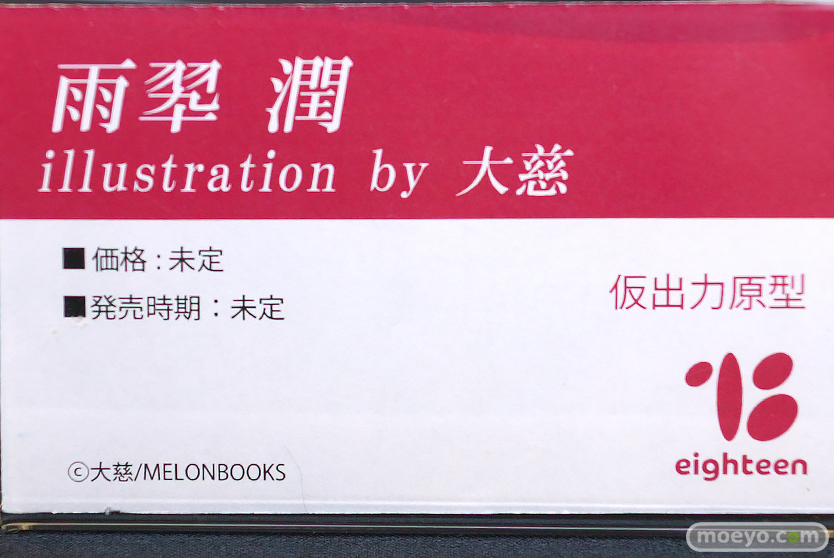 雨翆 潤
illustration by 大慈
■価格：未定
■発売時期：未定
仮出力原型
eighteen
©大慈/MELONBOOKS
moeyo.com